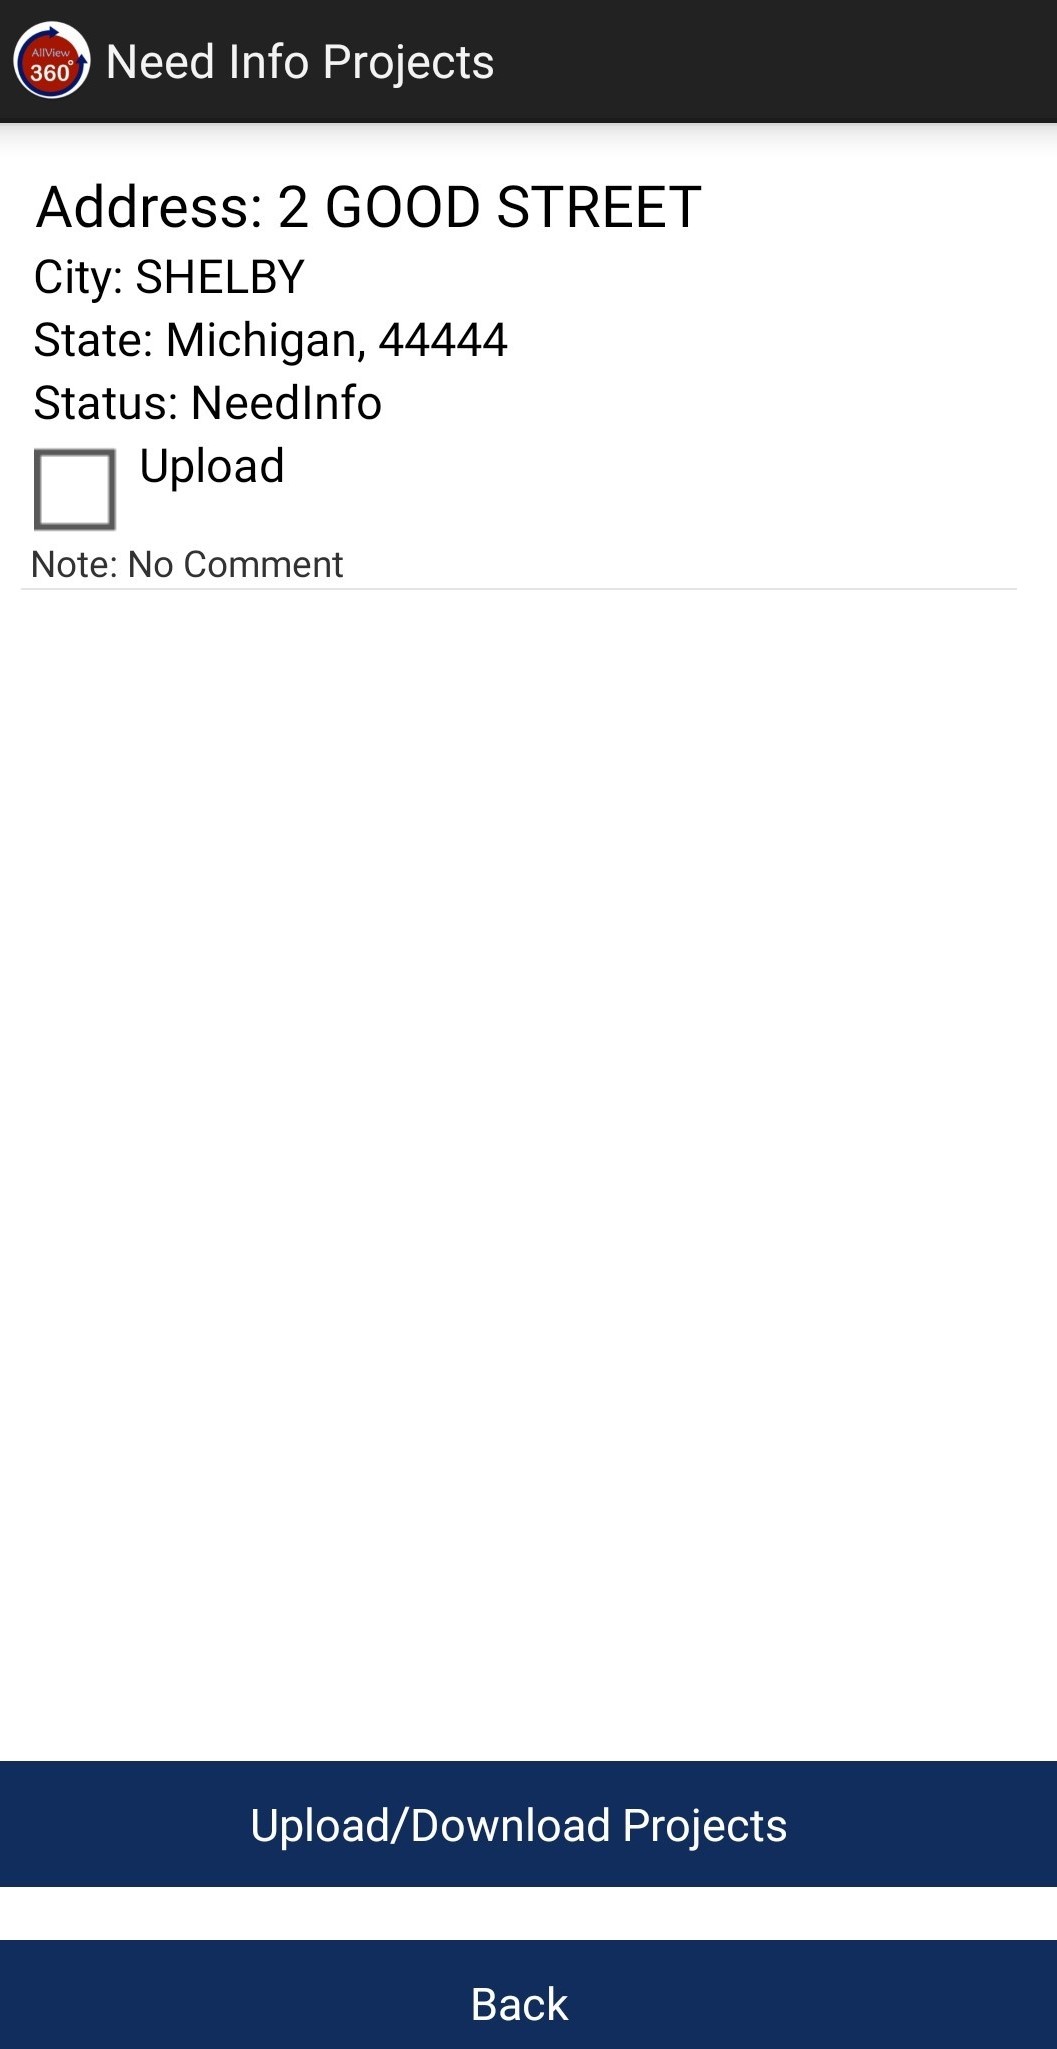 AllView
360°
Need Info Projects
Address: 2 GOOD STREET
City: SHELBY
State: Michigan, 44444
Status: NeedInfo
Upload
Note: No Comment
Upload/Download Projects
Back